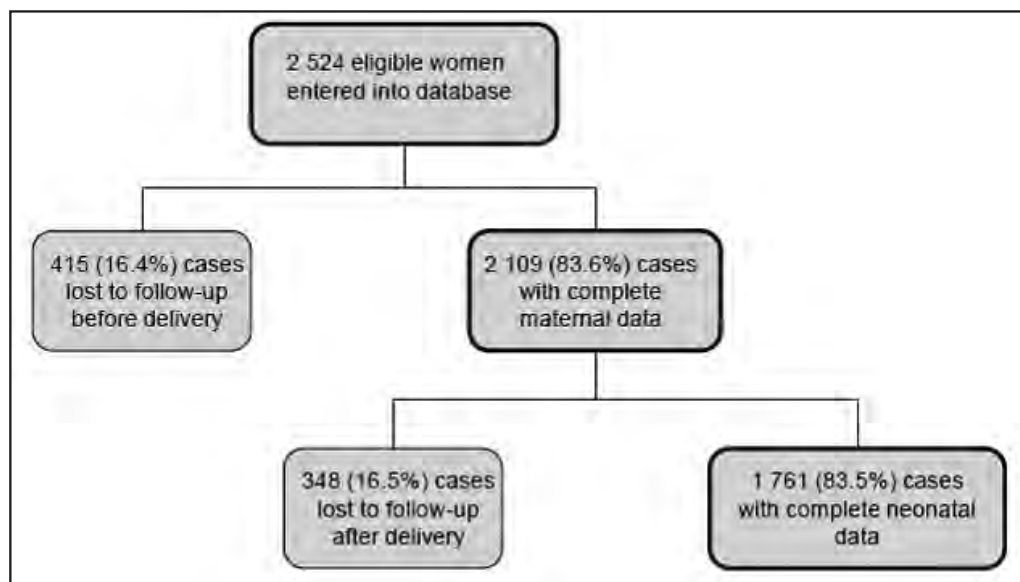 2 524 eligible women
entered into database
415 (16.4%) cases
lost to follow-up
before delivery
2 109 (83.6%) cases
with complete
maternal data
348 (16.5%) cases
lost to follow-up
after delivery
1 761 (83.5%) cases
with complete neonatal
data